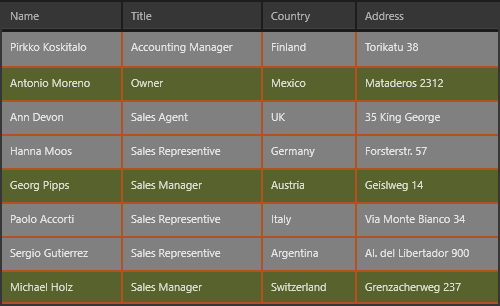 Name Title Country Address
Pirkko Koskitalo Accounting Manager Finland Torikatu 38
Antonio Moreno Owner Mexico Mataderos 2312
Ann Devon Sales Agent UK 35 King George
Hanna Moos Sales Representive Germany Forsterstr. 57
Georg Pipps Sales Manager Austria Geislweg 14
Paolo Accorti Sales Representive Italy Via Monte Bianco 34
Sergio Gutierrez Sales Representive Argentina Al. del Libertador 900
Michael Holz Sales Manager Switzerland Grenzacherweg 237